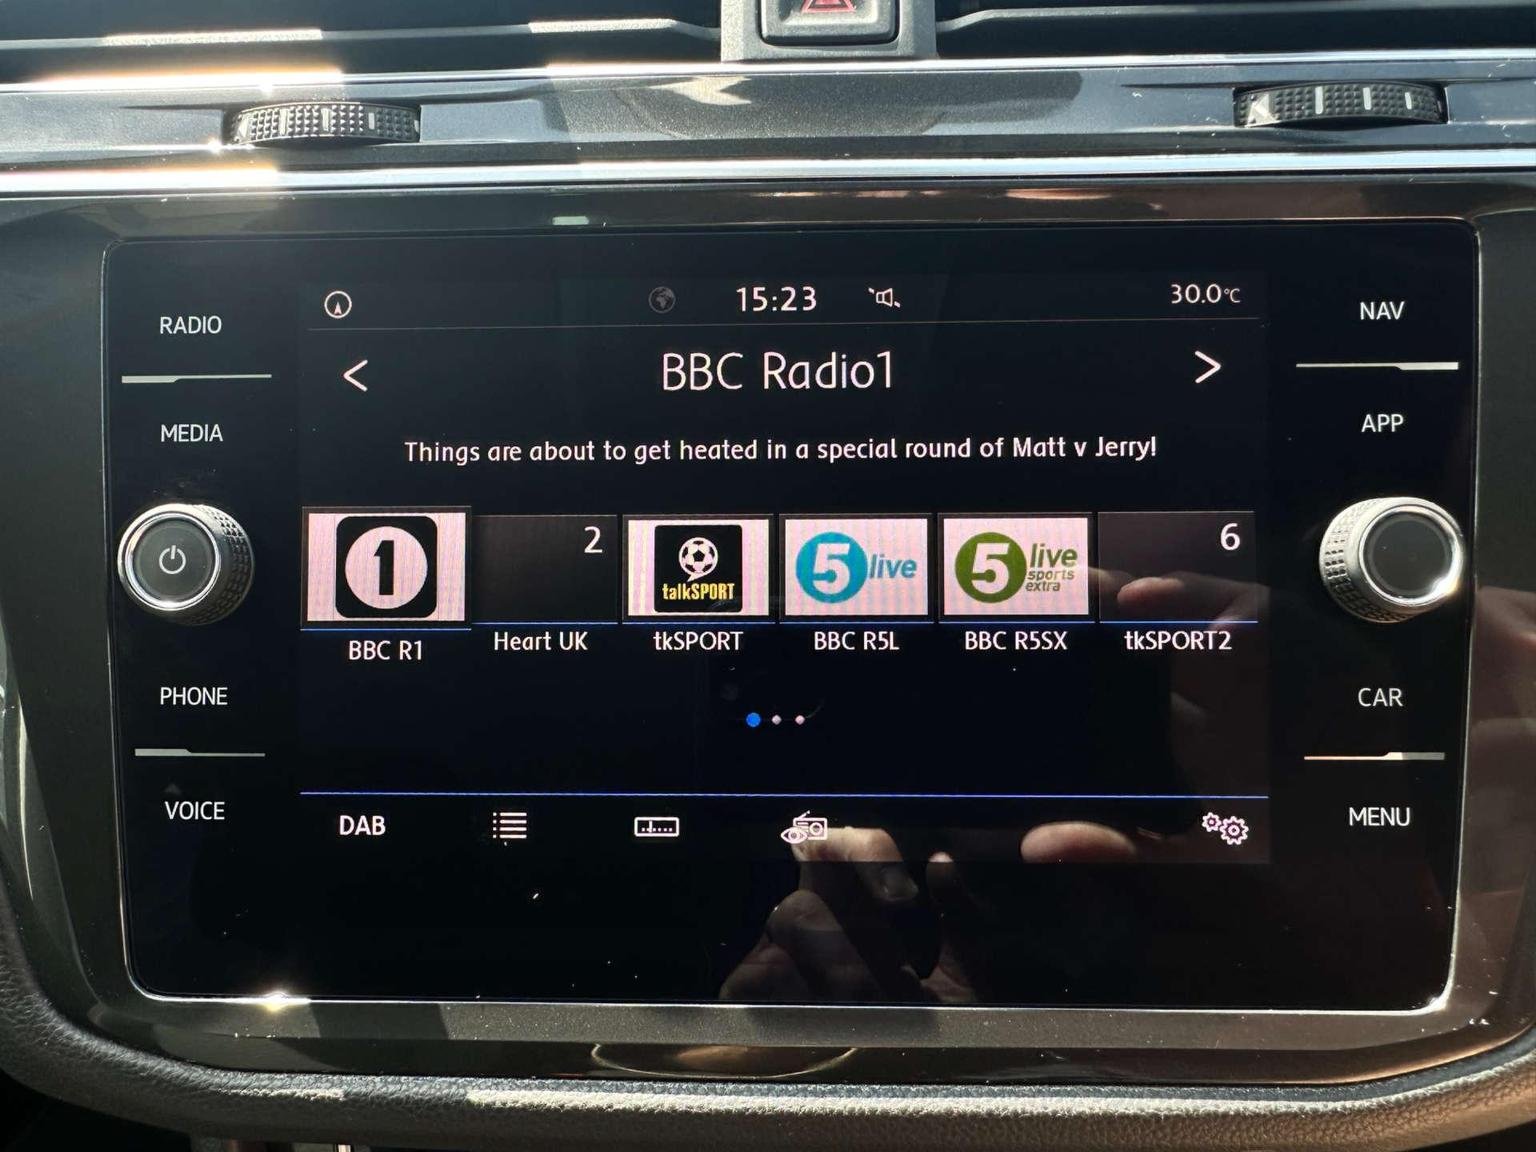 15:23
30.0°C
RADIO
NAV
BBC Radio1
MEDIA
APP
Things are about to get heated in a special round of Matt v Jerry!
1
2
talkSPORT
5 live
5 live sports extra
6
BBC R1
Heart UK
tkSPORT
BBC R5L
BBC R5SX
tkSPORT2
PHONE
CAR
VOICE
DAB
MENU